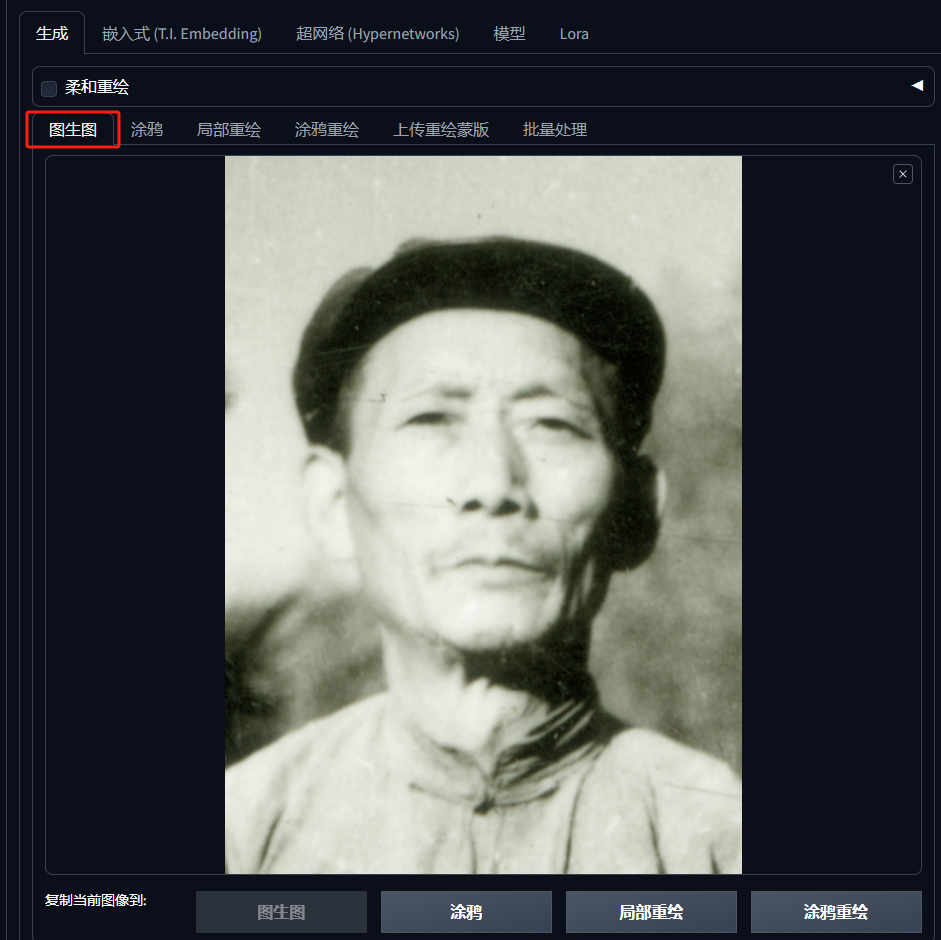 生成 嵌入式 (T.I. Embedding) 超网络 (Hypernetworks) 模型 Lora
柔和重绘
图生图 涂鸦 局部重绘 涂鸦重绘 上传重绘蒙版 批量处理
复制当前图像到: 图生图 涂鸦 局部重绘 涂鸦重绘